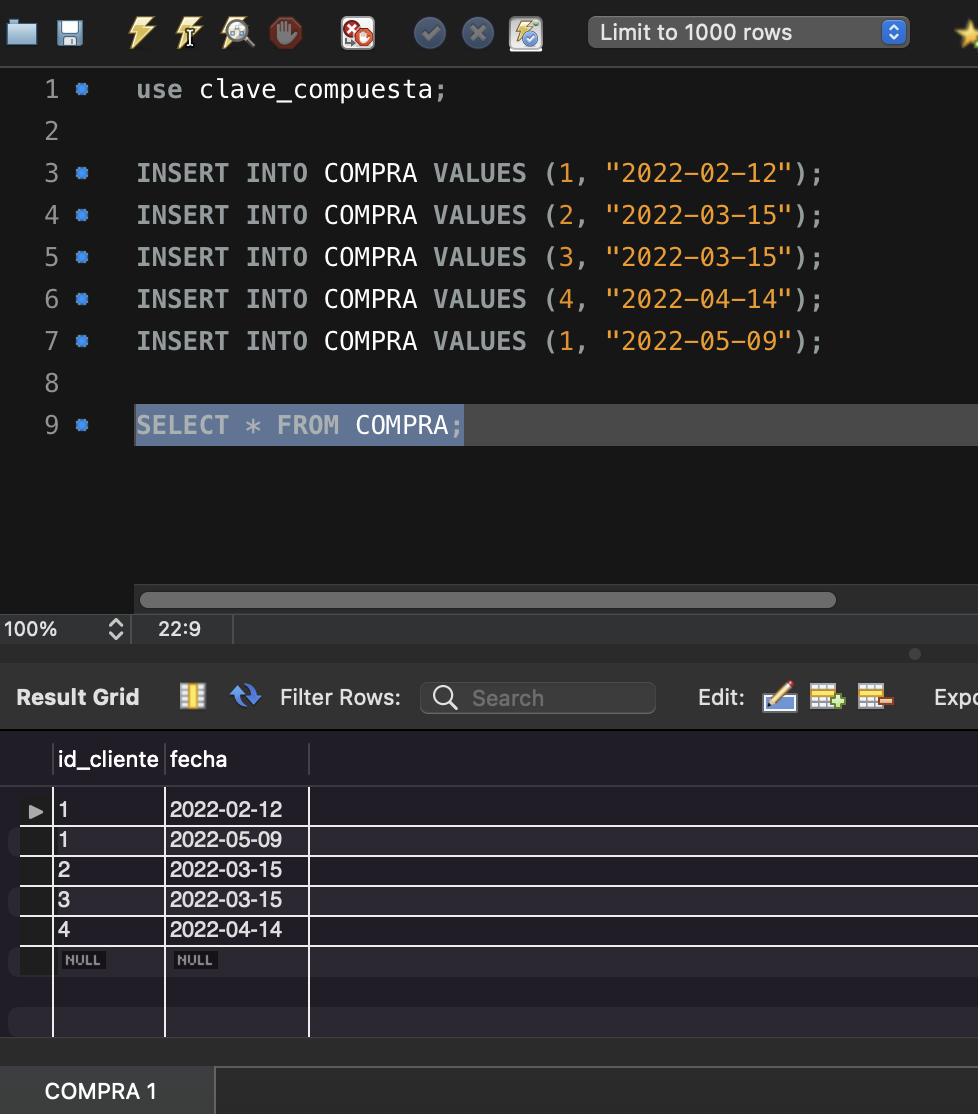 Limit to 1000 rows
1 use clave_compuesta;
2
3 INSERT INTO COMPRA VALUES (1, "2022-02-12");
4 INSERT INTO COMPRA VALUES (2, "2022-03-15");
5 INSERT INTO COMPRA VALUES (3, "2022-03-15");
6 INSERT INTO COMPRA VALUES (4, "2022-04-14");
7 INSERT INTO COMPRA VALUES (1, "2022-05-09");
8
9 SELECT * FROM COMPRA;
100% 22:9
Result Grid Filter Rows: Search Edit: Expo
id_cliente fecha
1 2022-02-12
1 2022-05-09
2 2022-03-15
3 2022-03-15
4 2022-04-14
NULL NULL
COMPRA 1